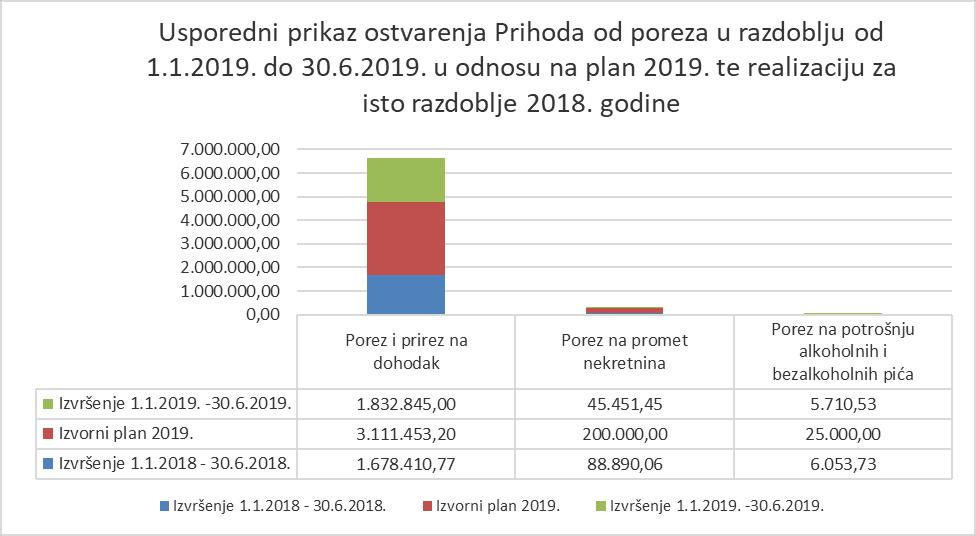 Usporedni prikaz ostvarenja Prihoda od poreza u razdoblju od
1.1.2019. do 30.6.2019. u odnosu na plan 2019. te realizaciju za
isto razdoblje 2018. godine
7.000.000,00
6.000.000,00
5.000.000,00
4.000.000,00
3.000.000,00
2.000.000,00
1.000.000,00
0,00
Porez i prirez na
dohodak
Porez na promet
nekretnina
Porez na potrošnju
alkoholnih i
bezalkoholnih pića
Izvršenje 1.1.2019. -30.6.2019. 1.832.845,00 45.451,45 5.710,53
Izvorni plan 2019. 3.111.453,20 200.000,00 25.000,00
Izvršenje 1.1.2018 - 30.6.2018. 1.678.410,77 88.890,06 6.053,73
Izvršenje 1.1.2018 - 30.6.2018. Izvorni plan 2019. Izvršenje 1.1.2019. -30.6.2019.